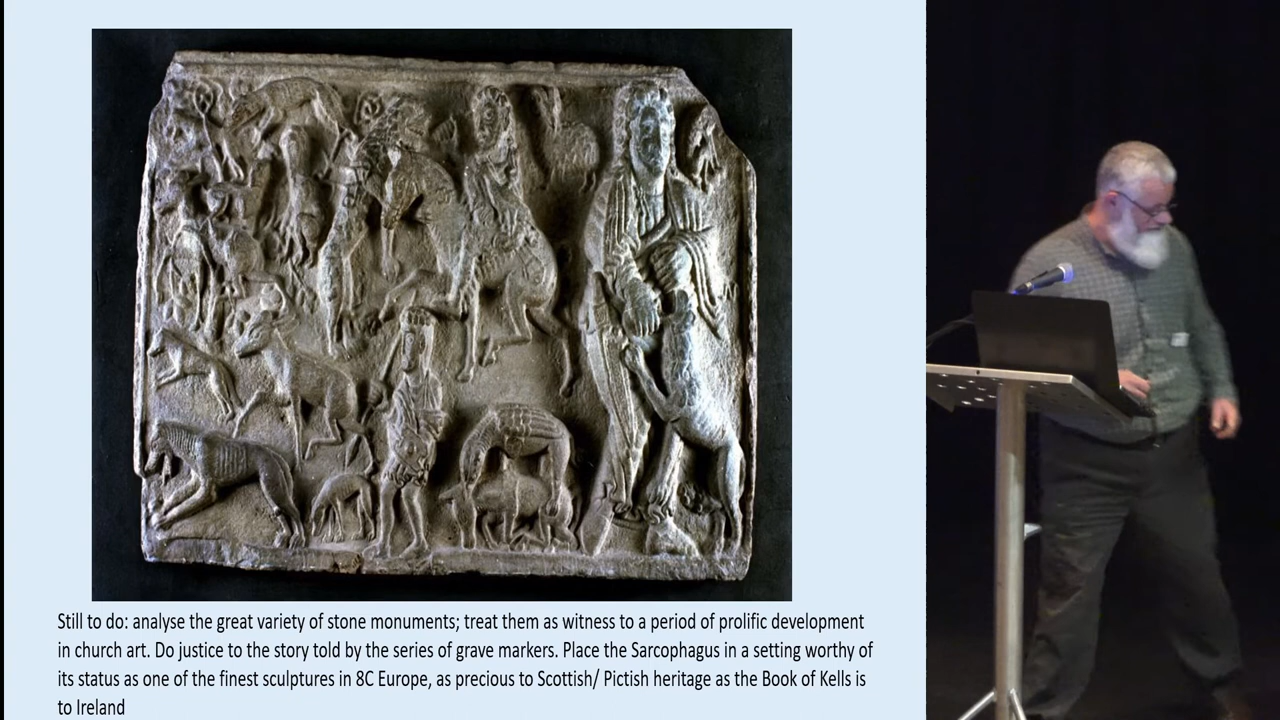 Still to do: analyse the great variety of stone monuments; treat them as witness to a period of prolific development
in church art. Do justice to the story told by the series of grave markers. Place the Sarcophagus in a setting worthy of
its status as one of the finest sculptures in 8C Europe, as precious to Scottish/ Pictish heritage as the Book of Kells is
to Ireland